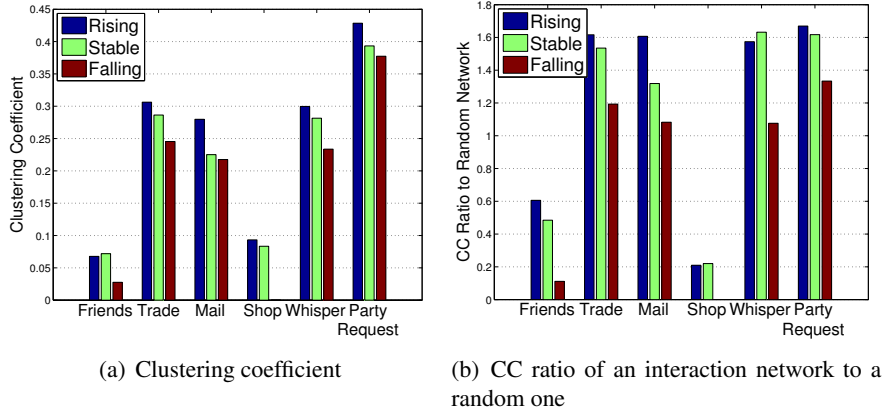 0.45
0.4
0.35
0.3
0.25
0.2
0.15
0.1
0.05
0
Clustering Coefficient
Rising
Stable
Falling
Friends Trade Mail Shop Whisper Party
Request
(a) Clustering coefficient
1.8
1.6
1.4
1.2
1
0.8
0.6
0.4
0.2
0
CC Ratio to Random Network
Rising
Stable
Falling
Friends Trade Mail Shop Whisper Party
Request
(b) CC ratio of an interaction network to a
random one